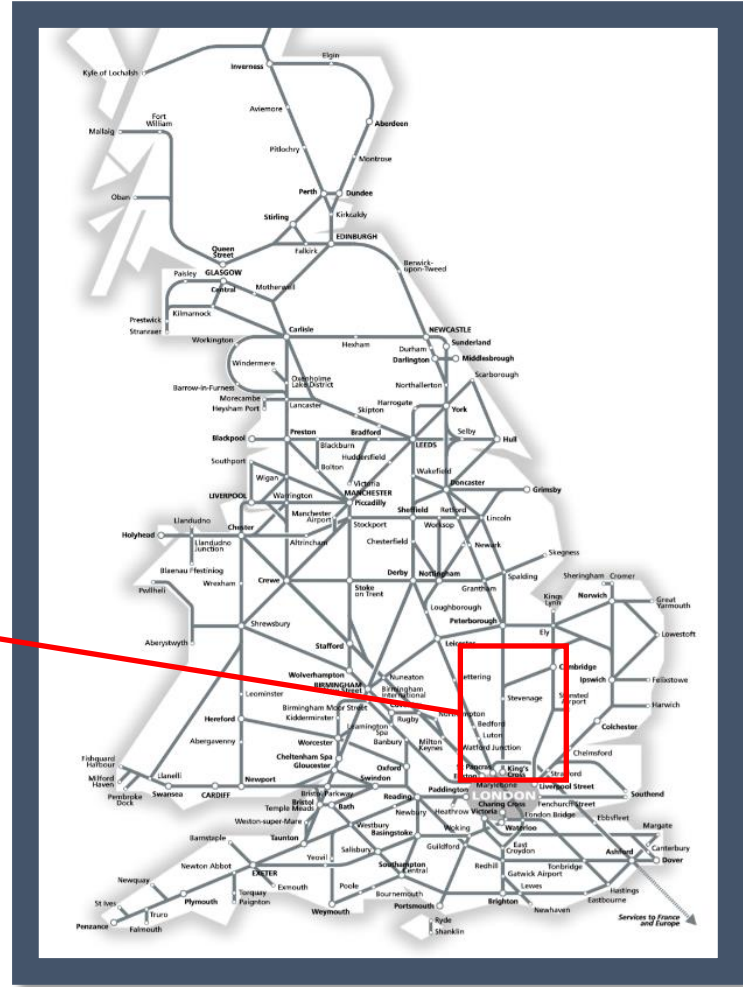 Elgin
Inverness
Kyle of Lochalsh
Aviemore
Fort
William
Aberdeen
Mallaig
Pitlochry
Montrose
Perth
Dundee
Oban
Stirling
Kirkcaldy
EDINBURGH
Queen
Street
Falkirk
Berwick-
upon-Tweed
Paisley
GLASGOW
Central
Motherwell
Prestwick
Kilmarnock
Stranraer
Carlisle
NEWCASTLE
Workington
Hexham
Sunderland
Durham
Darlington
Middlesbrough
Windermere
Scarborough
Oxenholme
Lake District
Barrow-In-Furness
Northallerton
Morecambe
Heysham Port
Lancaster
Harrogate
Skipton
York
Blackpool
Preston
Bradford
Selby
Blackburn
LEEDS
Hull
Southport
Huddersfield
Bolton
Wakefield
Wigan
Victoria
MANCHESTER
Piccadilly
Doncaster
Grimsby
LIVERPOOL
Warrington
Manchester
Airport
Sheffield
Retford
Llandudno
Stockport
Worksop
Lincoln
Holyhead
Chester
Llandudno
Junction
Altrincham
Chesterfield
Newark
Skegness
Blaenau Ffestiniog
Derby
Nottingham
Crewe
Stoke
on Trent
Spalding
Sheringham
Cromer
Pwllheli
Wrexham
Grantham
Kings
Lynn
Norwich
Great
Yarmouth
Loughborough
Shrewsbury
Peterborough
Ely
Aberystwyth
Stafford
Leicester
Lowestoft
Wolverhampton
Nuneaton
Kettering
Cambridge
BIRMINGHAM
New Street
Birmingham
International
Ipswich
Felixstowe
Leominster
Stevenage
Stansted
Airport
Birmingham Moor Street
Kidderminster
Coventry
Northampton
Harwich
Hereford
Rugby
Bedford
Leamington
Spa
Colchester
Abergavenny
Worcester
Banbury
Milton
Keynes
Luton
Watford Junction
Chelmsford
Cheltenham Spa
Gloucester
Fishguard
Harbour
Oxford
St Pancras
King's
Cross
Stratford
Euston
Milford
Haven
Llanelli
Newport
Swindon
Marylebone
Liverpool Street
Paddington
Pembroke
Dock
Swansea
CARDIFF
Bristol Parkway
Reading
LONDON
Southend
Bristol
Temple Meads
Bath
Heathrow
Charing Cross
Fenchurch Street
Newbury
Victoria
London Bridge
Ebbsfleet
Weston-super-Mare
Westbury
Basingstoke
Woking
Waterloo
Margate
Barnstaple
Taunton
Salisbury
Guildford
East
Croydon
Canterbury
Ashford
Dover
Newton Abbot
Yeovil
Southampton
Central
Redhill
Tonbridge
EXETER
Gatwick Airport
Newquay
Torquay
Paignton
Exmouth
Poole
Bournemouth
Lewes
Hastings
Eastbourne
St Ives
Plymouth
Weymouth
Portsmouth
Brighton
Newhaven
Truro
Falmouth
Penzance
Ryde
Shanklin
Services to France
and Europe